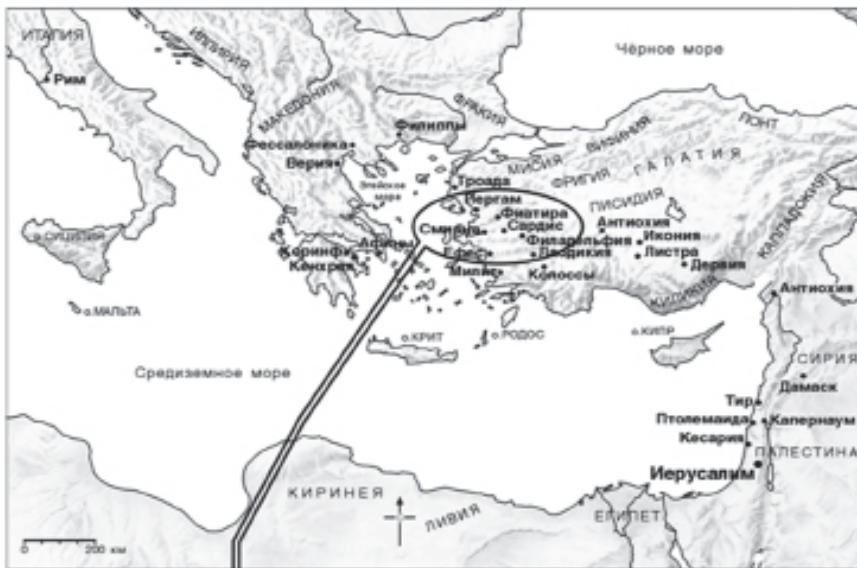 ИТАЛИЯ
Рим
ИЛЛИРИЯ
Чёрное море
МАКЕДОНИЯ
ФРАКИЯ
Филиппы
Фессалоника
Верия
Эгейское
море
ПОНТ
ВИФИНИЯ
МИСИЯ
ГАЛАТИЯ
ФРИГИЯ
Троада
ПИСИДИЯ
КАППАДОКИЯ
Пергам
Фиатира
Смирна
Сардис
Филадельфия
Антиохия
Икония
Ефес
Лаодикия
Листра
Милис
Колоссы
Дервия
о.СИЦИЛИЯ
Коринф
Афины
Кенхрея
КИЛИКИЯ
Антиохия
о.МАЛЬТА
о.КРИТ
о.РОДОС
о.КИПР
СИРИЯ
Средиземное море
Дамаск
Тир
Птолемаида
Капернаум
Кесария
ПАЛЕСТИНА
Иерусалим
КИРИНЕЯ
ЛИВИЯ
ЕГИПЕТ
0 200 км